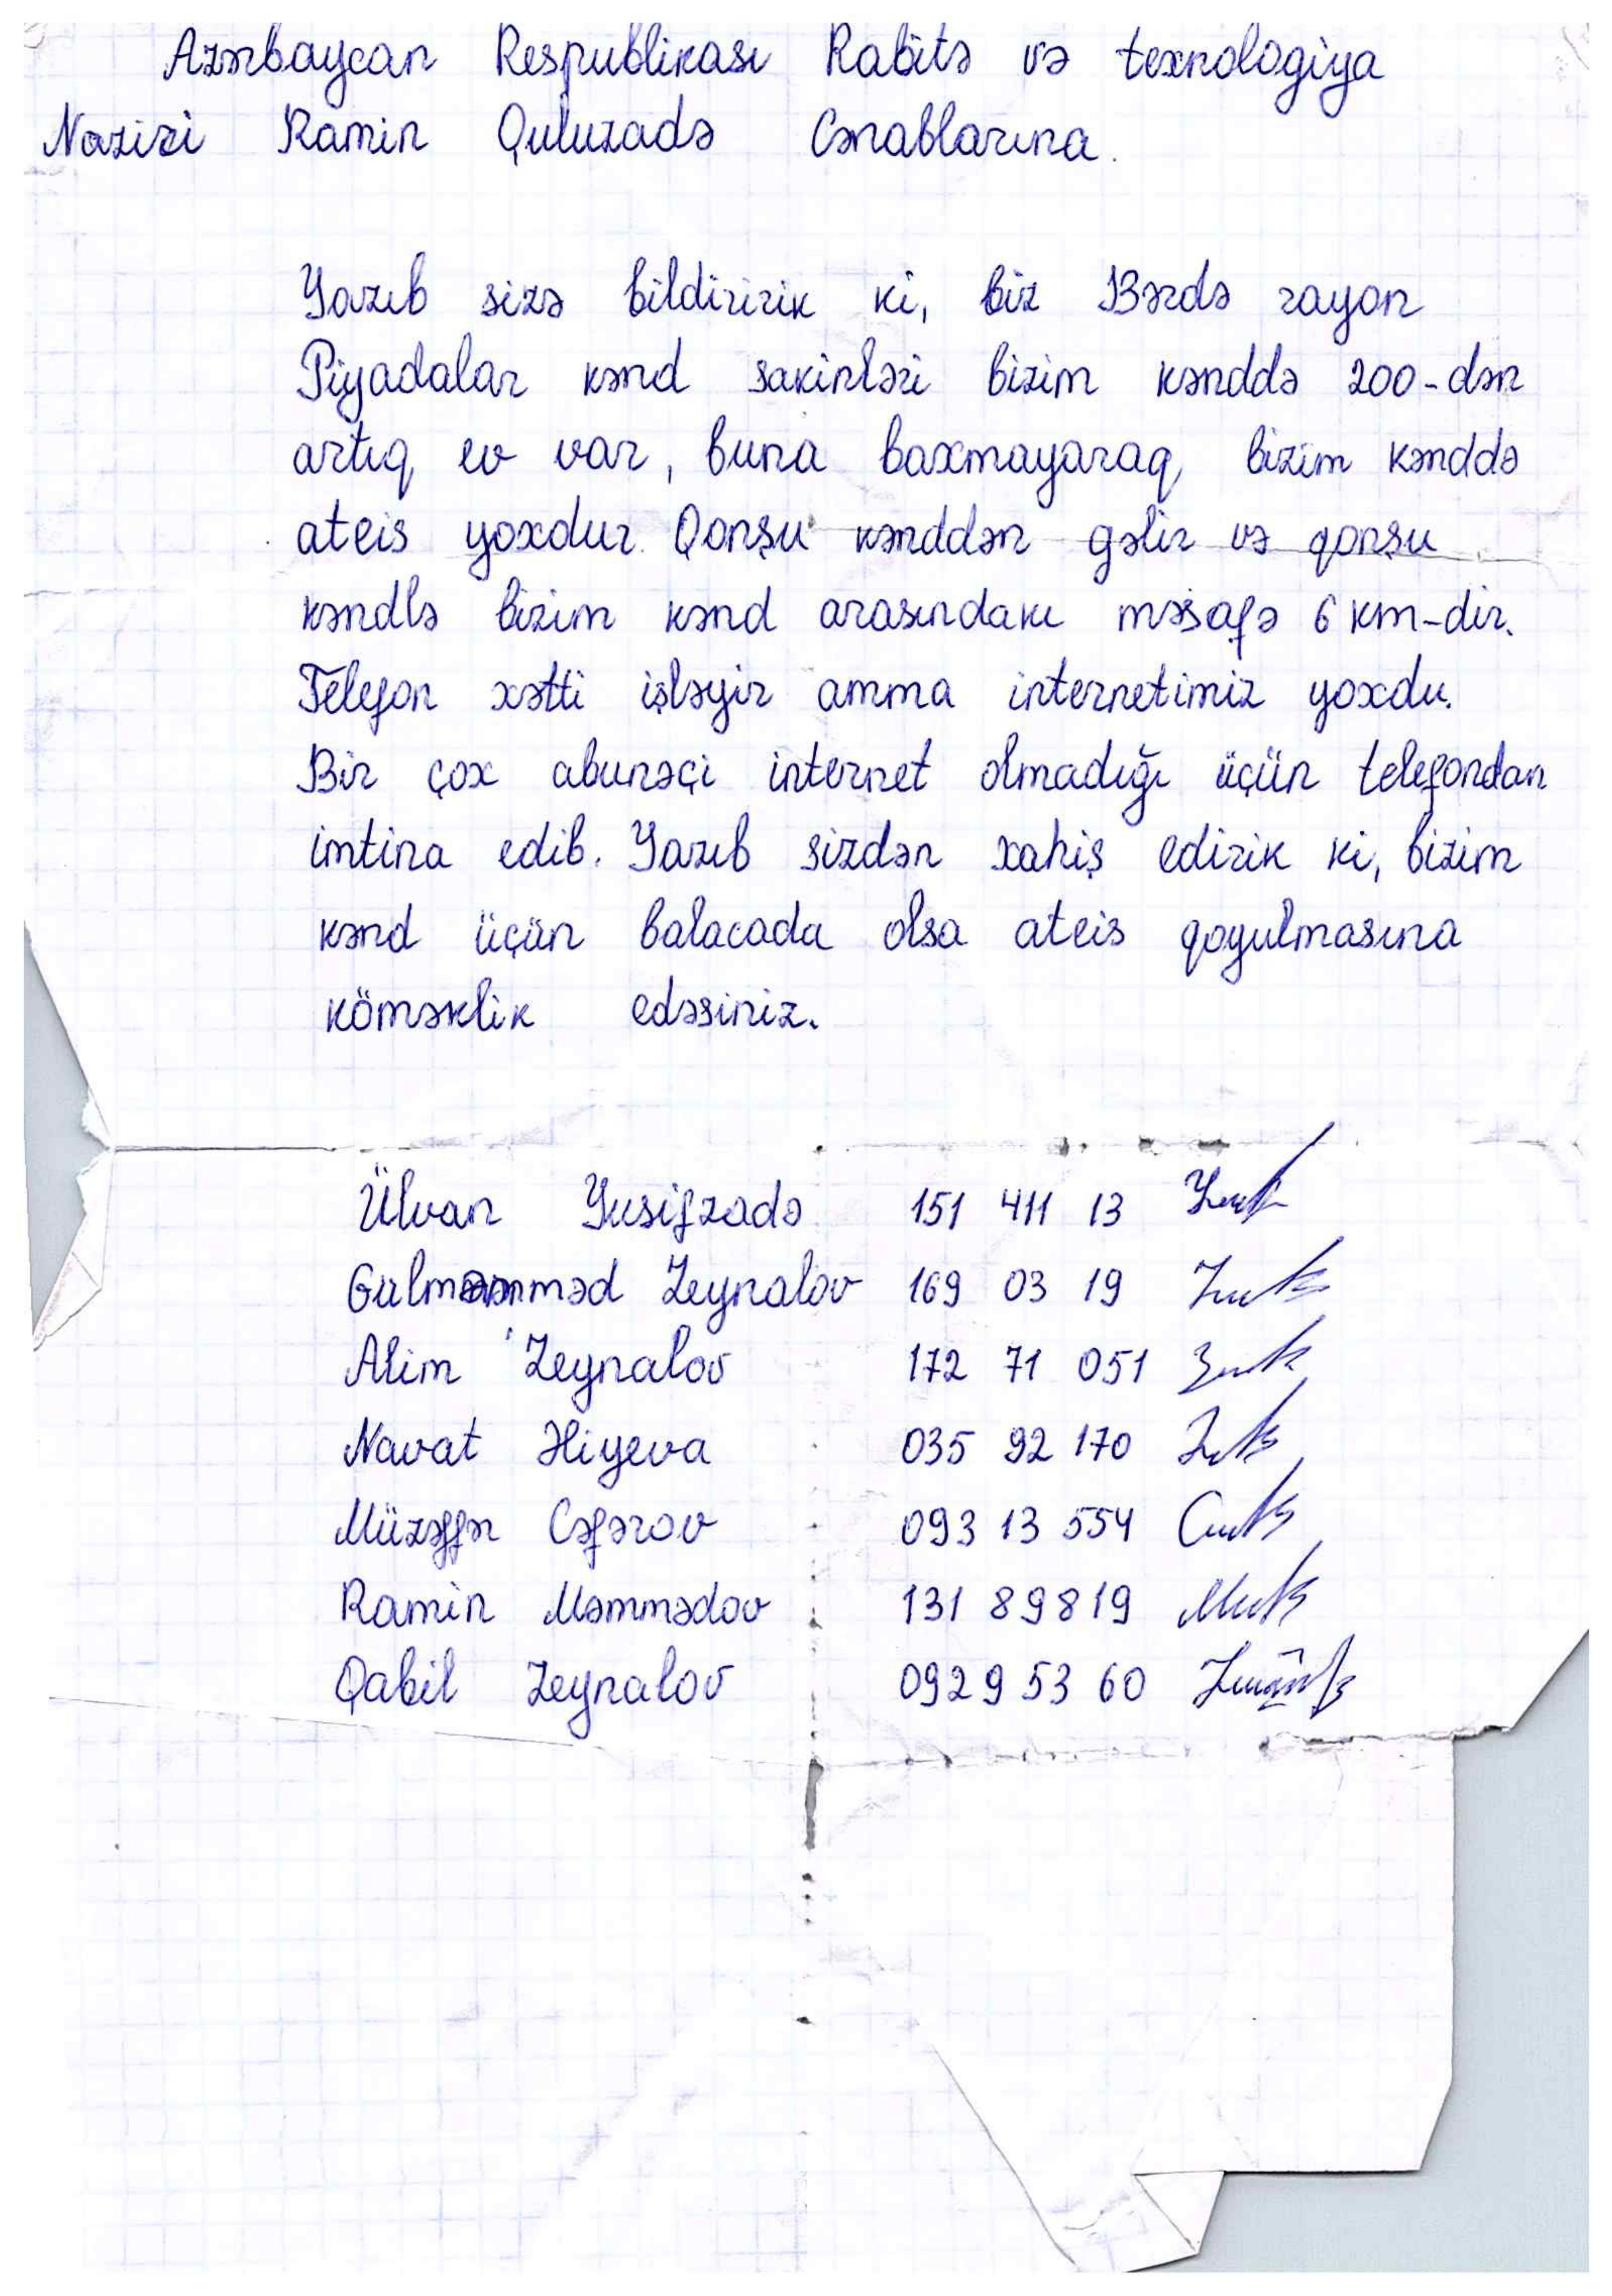 Azərbaycan Respublikası Rabitə və texnologiya
Naziri Ramin Quluzadə Cənablarına.
Yazıb sizə bildiririk ki, biz Bərdə rayon
Piyadalar kənd sakinləri bizim kənddə 200-dən
artıq ev var, buna baxmayaraq bizim kənddə
ateis yoxdur. Qonşu kənddən gəlir və qonşu
kəndlə bizim kənd arasındakı məsafə 6 km-dir.
Telefon xətti işləyir amma internetimiz yoxdu.
Bir çox abunəçi internet olmadığı üçün telefondan
imtina edib. Yazıb sizdən xahiş edirik ki, bizim
kənd üçün balacada olsa ateis qoyulmasına
köməklik edəsiniz.
Ülvan Yusifzadə 151 411 13
Gülməmməd Zeynalov 169 03 19
Alim Zeynalov 172 71 051
Navat Əliyeva 035 92 170
Müzəffər Cəfərov 093 13 554
Ramin Məmmədov 131 89819
Qabil Zeynalov 092 9 53 60